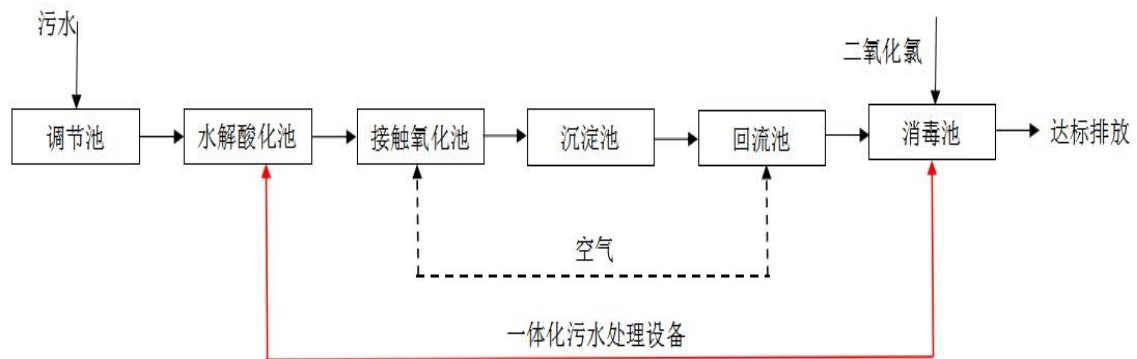 污水
二氧化氯
调节池
水解酸化池
接触氧化池
沉淀池
回流池
消毒池
达标排放
空气
一体化污水处理设备